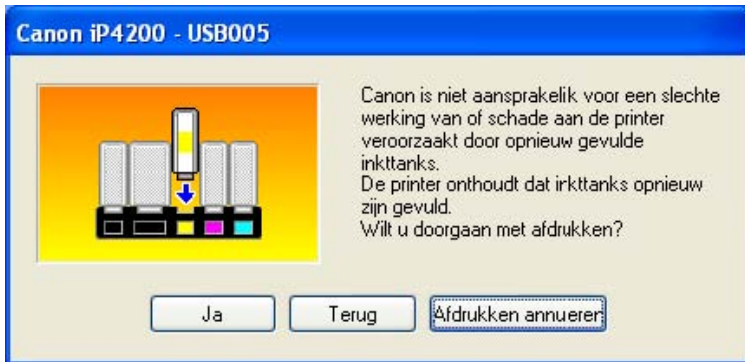 Canon iP4200 - USB005
Canon is niet aansprakelijk voor een slechte
werking van of schade aan de printer
veroorzaakt door opnieuw gevulde
inkttanks.
De printer onthoudt dat irkttanks opnieuw
zijn gevuld.
Wilt u doorgaan met afdrukken?
Ja
Terug
Afdrukken annueren